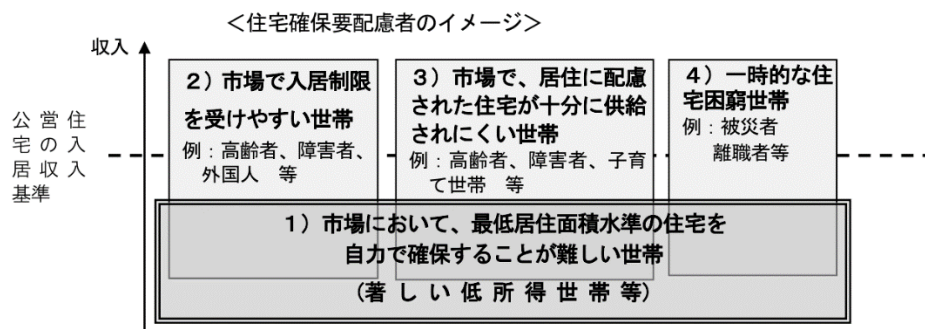 ＜住宅確保要配慮者のイメージ＞
収入
公営住
宅の入
居収入
基準
２）市場で入居制限
を受けやすい世帯
例：高齢者、障害者、
外国人　等
３）市場で、居住に配慮
された住宅が十分に供給
されにくい世帯
例：高齢者、障害者、子育
て世帯　等
４）一時的な住
宅困窮世帯
例：被災者
離職者等
１）市場において、最低居住面積水準の住宅を
自力で確保することが難しい世帯
（著しい低所得世帯等）